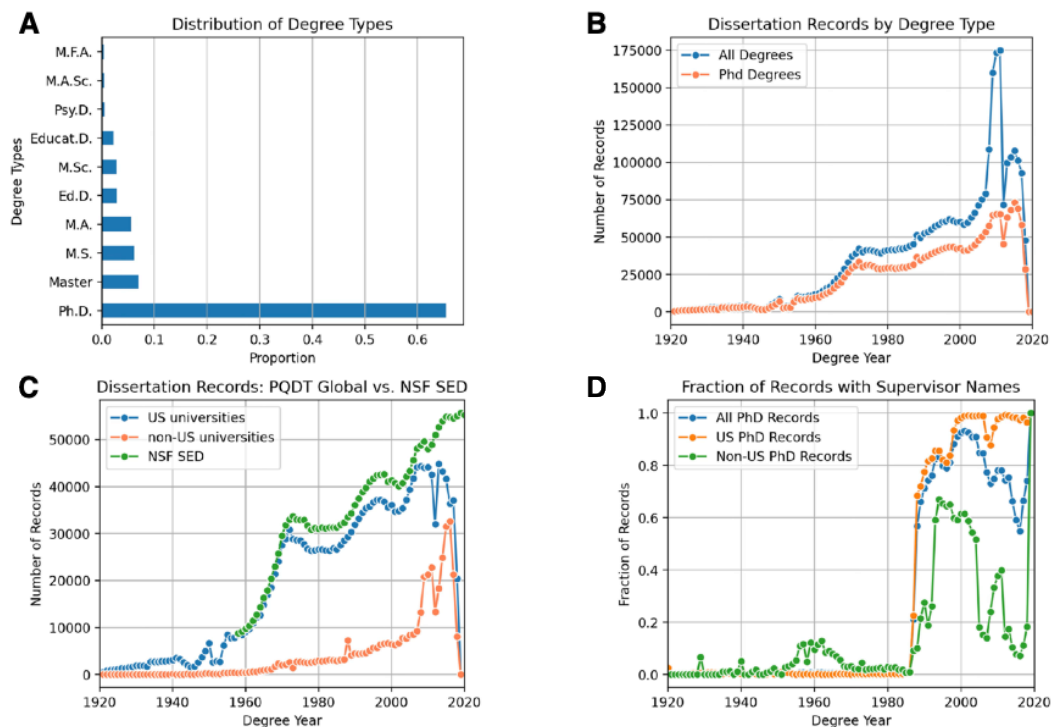 A
Distribution of Degree Types
M.F.A.
M.A.Sc.
Psy.D.
Educat.D.
M.Sc.
Ed.D.
M.A.
M.S.
Master
Ph.D.
Degree Types
0.0 0.1 0.2 0.3 0.4 0.5 0.6
Proportion
B
Dissertation Records by Degree Type
All Degrees
Phd Degrees
175000
150000
125000
100000
75000
50000
25000
0
Number of Records
1920 1940 1960 1980 2000 2020
Degree Year
C
Dissertation Records: PQDT Global vs. NSF SED
US universities
non-US universities
NSF SED
50000
40000
30000
20000
10000
0
Number of Records
1920 1940 1960 1980 2000 2020
Degree Year
D
Fraction of Records with Supervisor Names
All PhD Records
US PhD Records
Non-US PhD Records
1.0
0.8
0.6
0.4
0.2
0.0
Fraction of Records
1920 1940 1960 1980 2000 2020
Degree Year